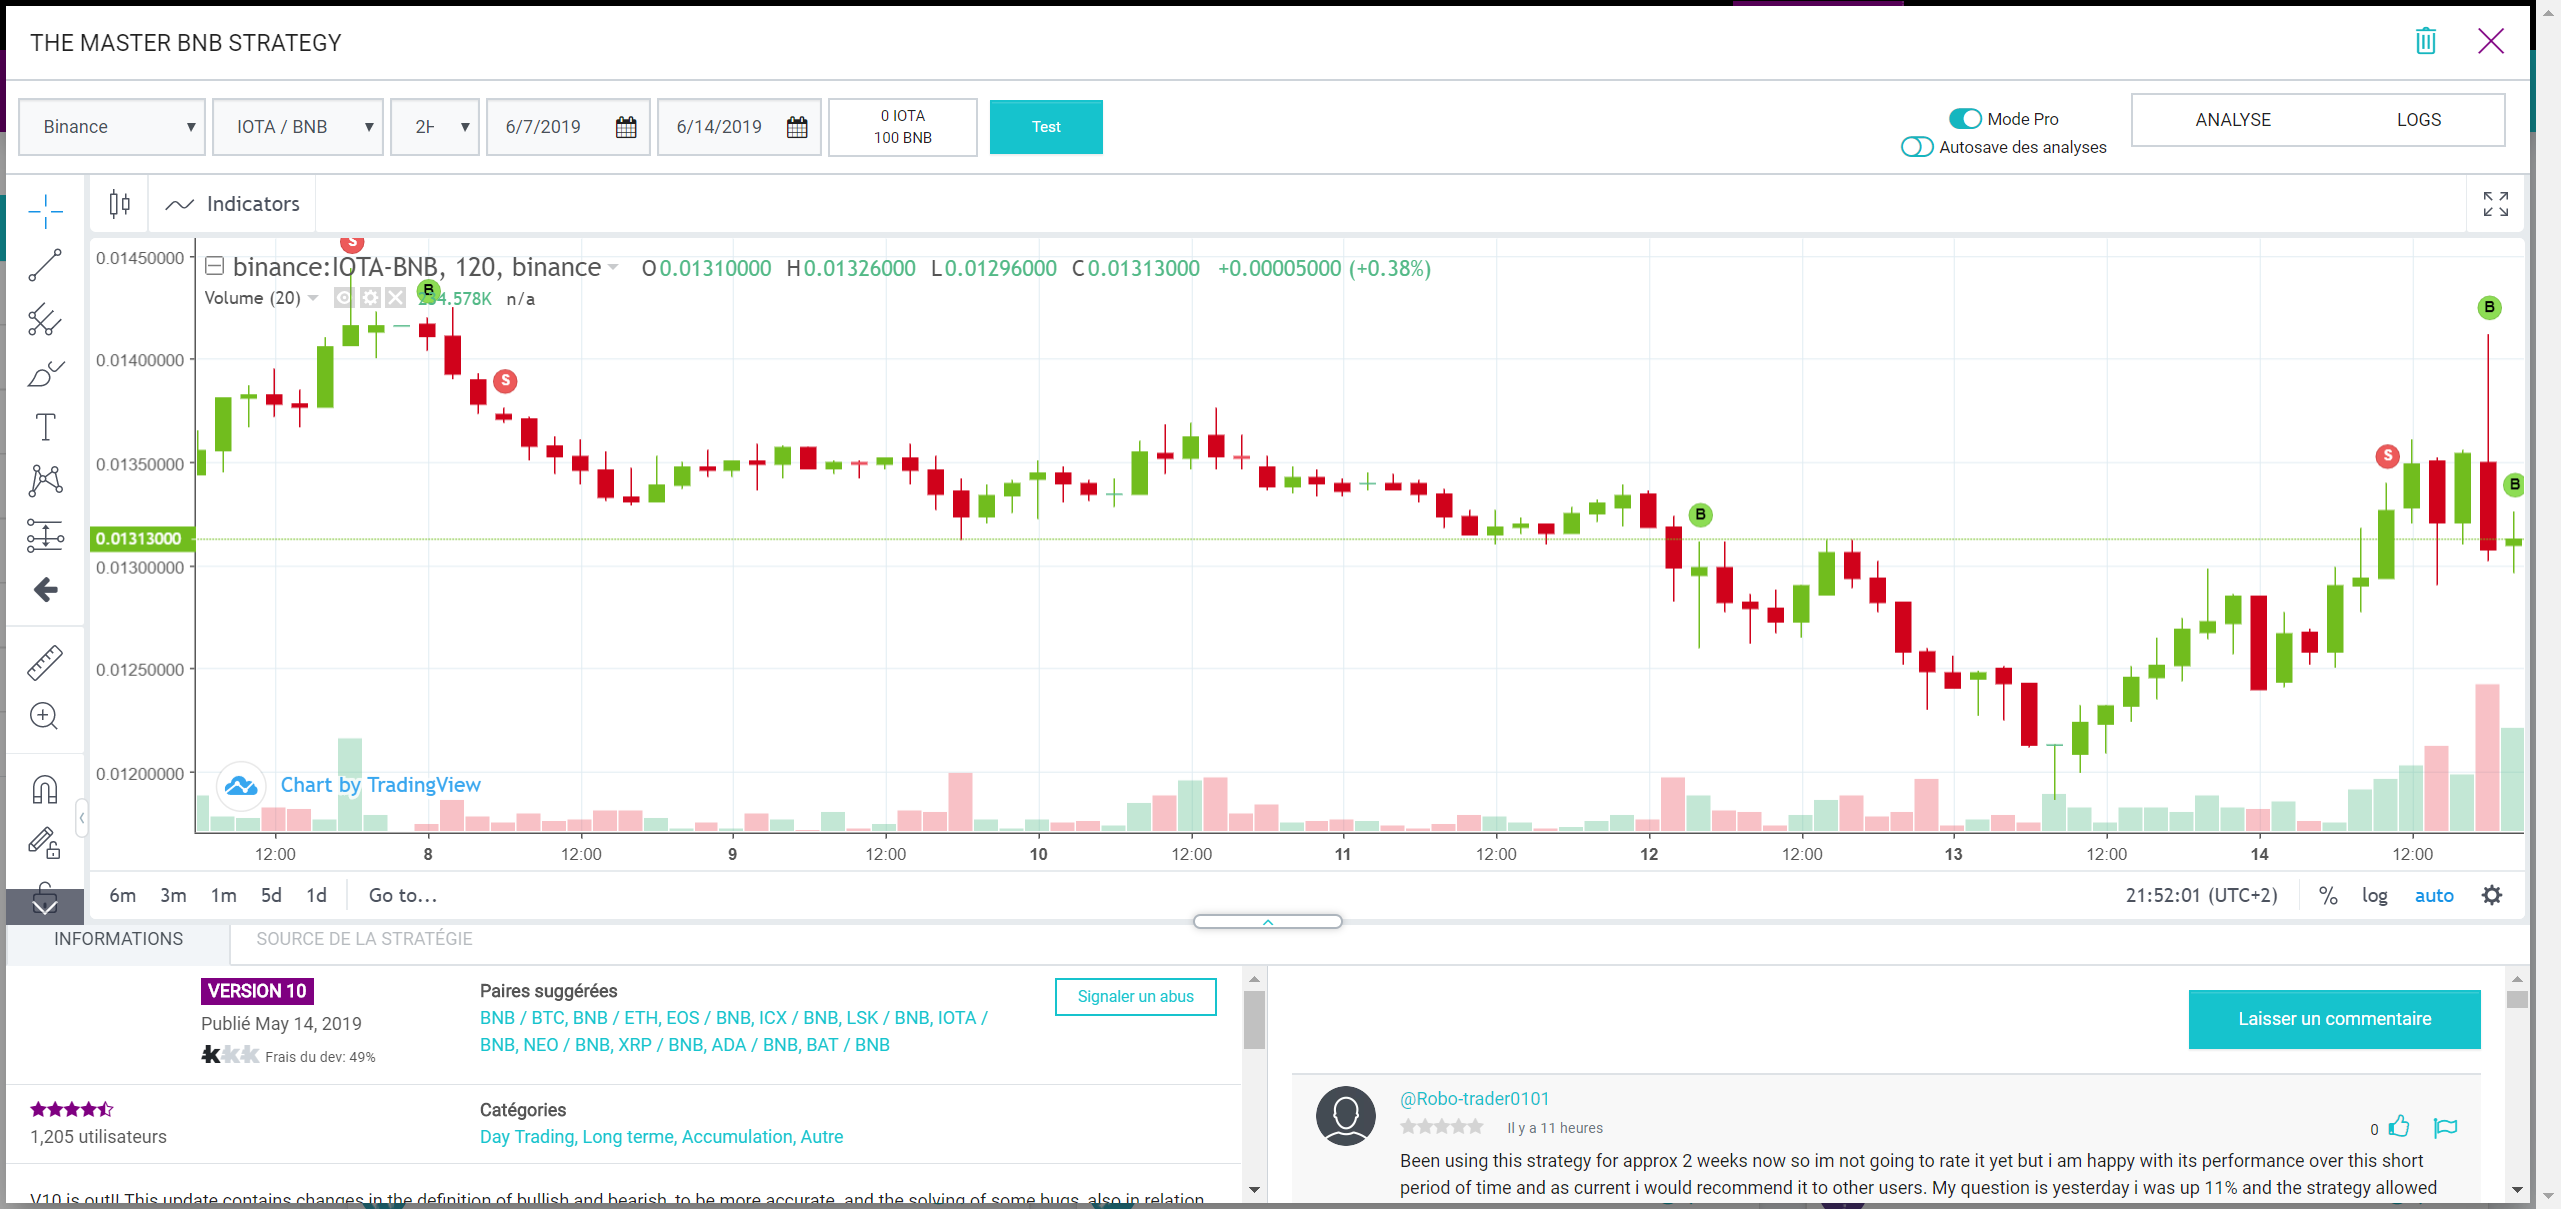 THE MASTER BNB STRATEGY
Binance
IOTA / BNB
6/7/2019
6/14/2019
0 IOTA
100 BNB
Test
Mode Pro
Autosave des analyses
ANALYSE
LOGS
Indicators
binance:IOTA-BNB, 120, binance
O0.01310000 H0.01326000 L0.01296000 C0.01313000 +0.00005000 (+0.38%)
Volume (20) n/a
S
B
S
B
S
B
B
0.01450000
0.01400000
0.01350000
0.01313000
0.01300000
0.01250000
0.01200000
Chart by TradingView
12:00 8 12:00 9 12:00 10 12:00 11 12:00 12 12:00 13 12:00 14 12:00
6m 3m 1m 5d 1d Go to...
21:52:01 (UTC+2) % log auto
INFORMATIONS
SOURCE DE LA STRATÉGIE
VERSION 10
Publié May 14, 2019
Frais du dev: 49%
Paires suggérées
BNB / BTC, BNB / ETH, EOS / BNB, ICX / BNB, LSK / BNB, IOTA /
BNB, NEO / BNB, XRP / BNB, ADA / BNB, BAT / BNB
Signaler un abus
1,205 utilisateurs
Catégories
Day Trading, Long terme, Accumulation, Autre
V10 is out!! This update contains changes in the definition of bullish and bearish, to be more accurate, and the solving of some bugs, also in relation
Laisser un commentaire
@Robo-trader0101
Il y a 11 heures
0
Been using this strategy for approx 2 weeks now so im not going to rate it yet but i am happy with its performance over this short
period of time and as current i would recommend it to other users. My question is yesterday i was up 11% and the strategy allowed